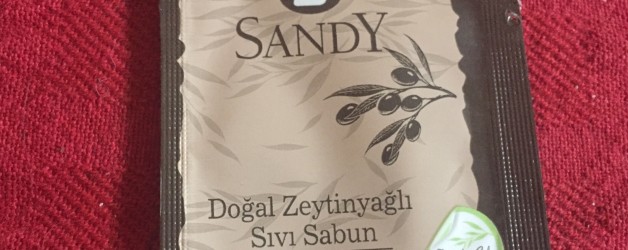 SANDY
Doğal Zeytinyağlı
Sıvı Sabun